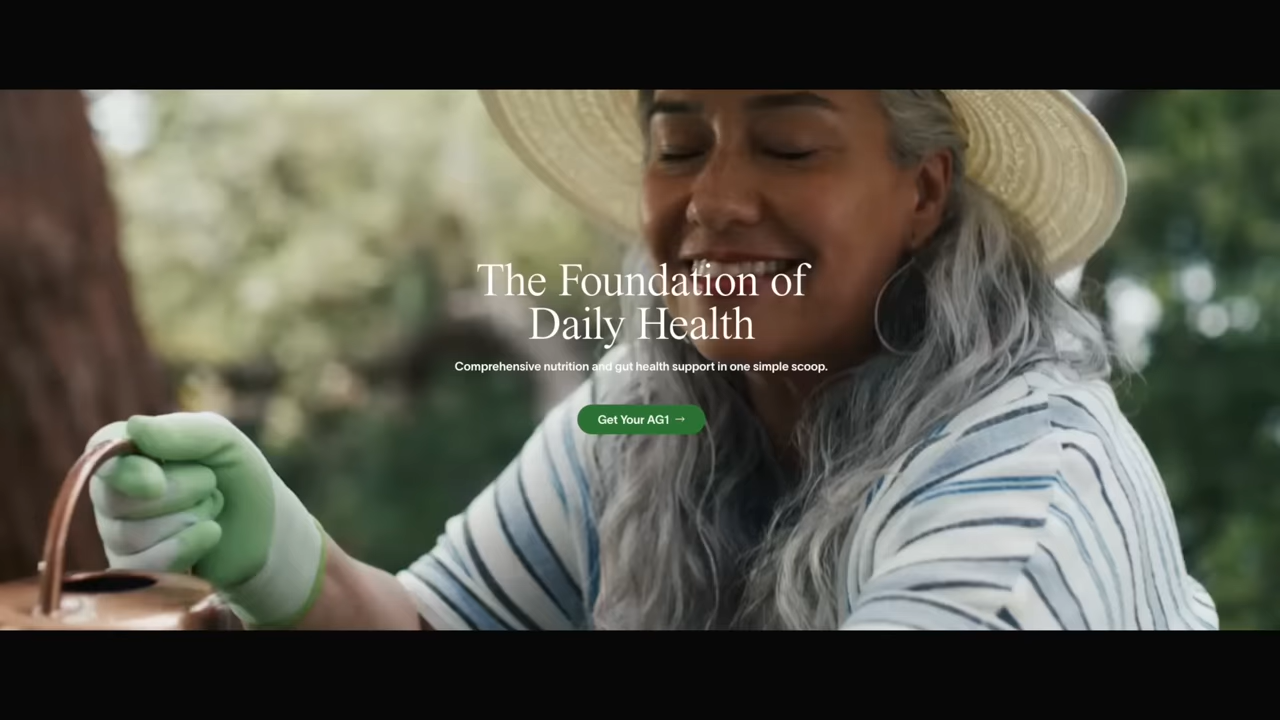 The Foundation of
Daily Health
Comprehensive nutrition and gut health support in one simple scoop.
Get Your AG1 →